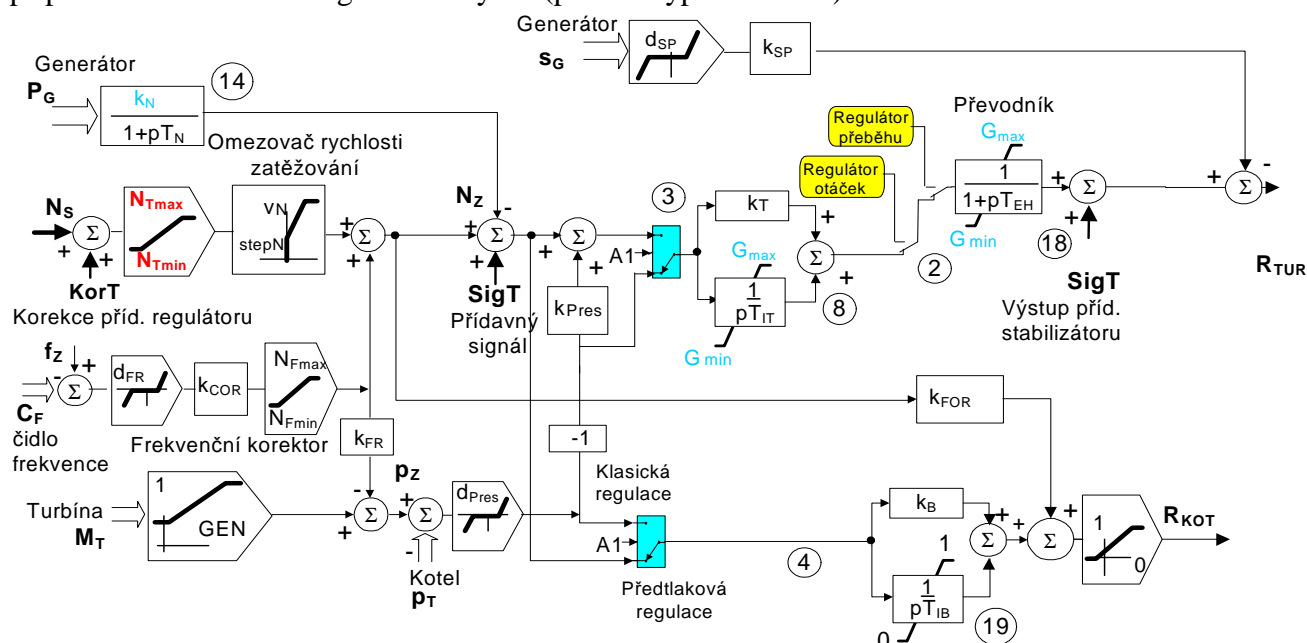 Generátor
s_G
d_SP
k_SP
Generátor
P_G
14
k_N
1+pT_N
Omezovač rychlosti
zatěžování
Převodník
Regulátor
přeběhu
G_max
Regulátor
otáček
1
1+pT_EH
G_min
-
+
Σ
R_TUR
+
Σ
+
18
SigT
Výstup příd.
stabilizátoru
N_S
+
Σ
+
KorT
Korekce příd. regulátoru
N_Tmax
N_Tmin
v_N
stepN
+
Σ
+
N_Z
-
+
Σ
+
SigT
Přídavný
signál
+
Σ
+
k_Pres
3
A1
k_T
G_max
1
pT_IT
G_min
+
Σ
+
8
2
f_Z
+
-
Σ
C_F
čidlo
frekvence
d_FR
k_COR
N_Fmax
N_Fmin
Frekvenční korektor
k_FR
k_FOR
-1
Klasická
regulace
Turbína
M_T
1
GEN
-
Σ
+
p_Z
+
Σ
-
Kotel
p_T
d_Pres
A1
Předtlaková
regulace
4
k_B
1
1
pT_IB
0
+
Σ
+
19
+
Σ
1
0
R_KOT